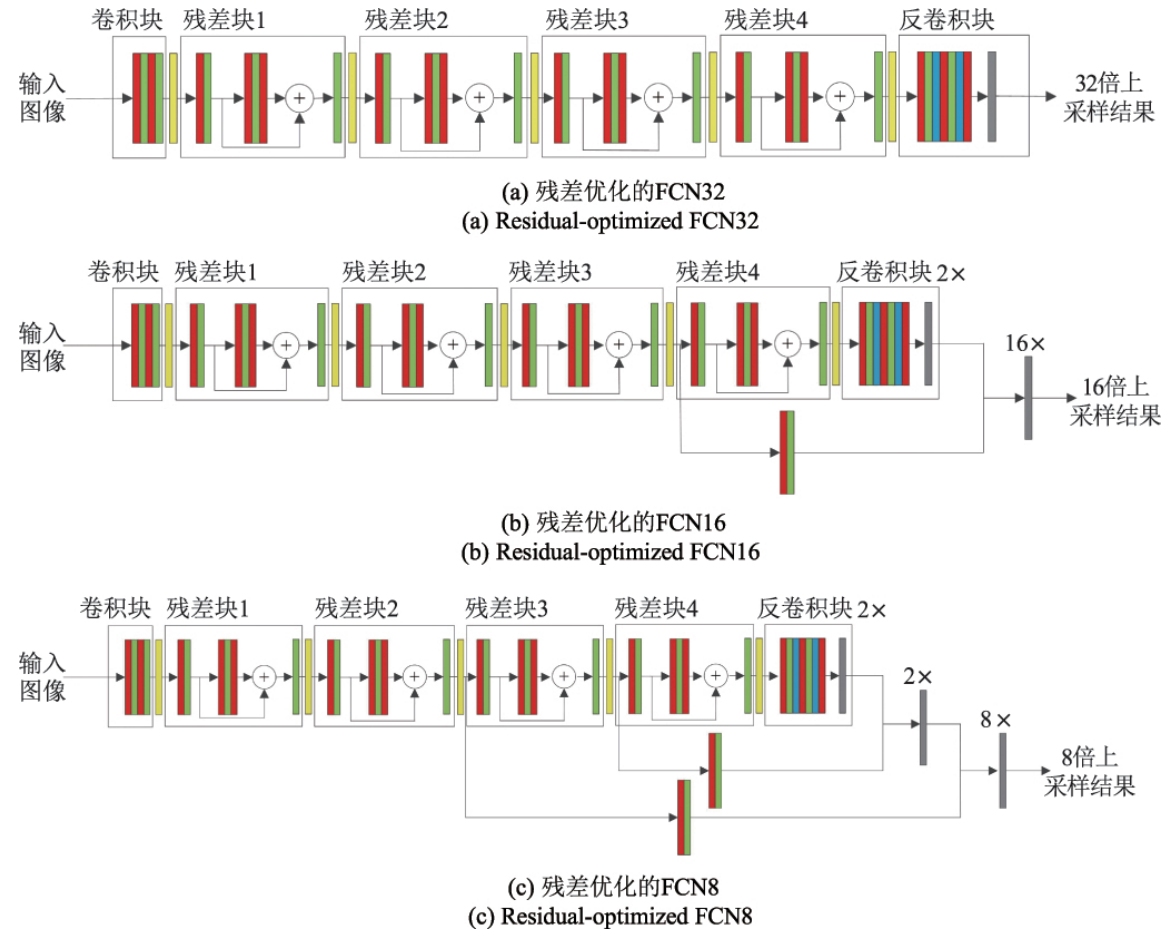 卷积块 残差块1 残差块2 残差块3 残差块4 反卷积块
输入
图像
+ + + +
32倍上
采样结果
(a) 残差优化的FCN32
(a) Residual-optimized FCN32
卷积块 残差块1 残差块2 残差块3 残差块4 反卷积块 2×
输入
图像
+ + + +
16×
16倍上
采样结果
(b) 残差优化的FCN16
(b) Residual-optimized FCN16
卷积块 残差块1 残差块2 残差块3 残差块4 反卷积块 2×
输入
图像
+ + + +
2×
8×
8倍上
采样结果
(c) 残差优化的FCN8
(c) Residual-optimized FCN8